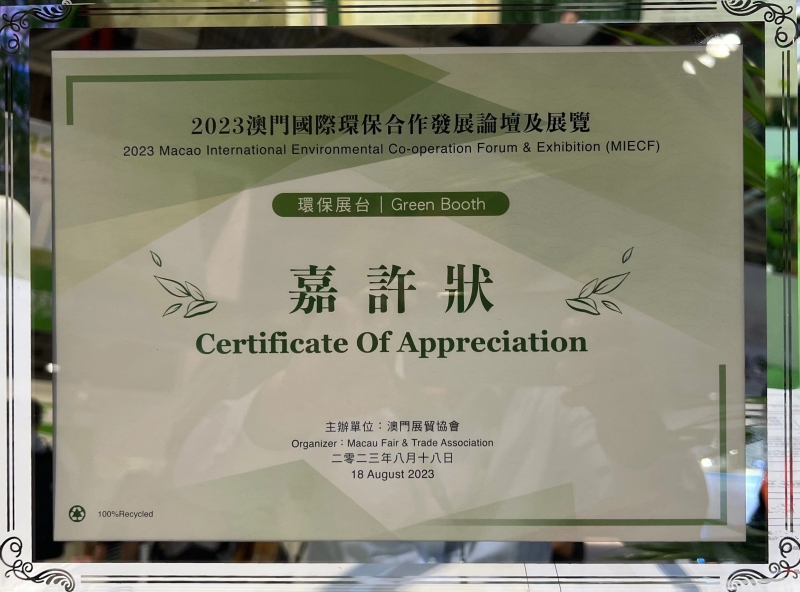 2023澳門國際環保合作發展論壇及展覽
2023 Macao International Environmental Co-operation Forum & Exhibition (MIECF)
環保展台 | Green Booth
嘉許狀
Certificate Of Appreciation
主辦單位：澳門展貿協會
Organizer：Macau Fair & Trade Association
二零二三年八月十八日
18 August 2023
100%Recycled